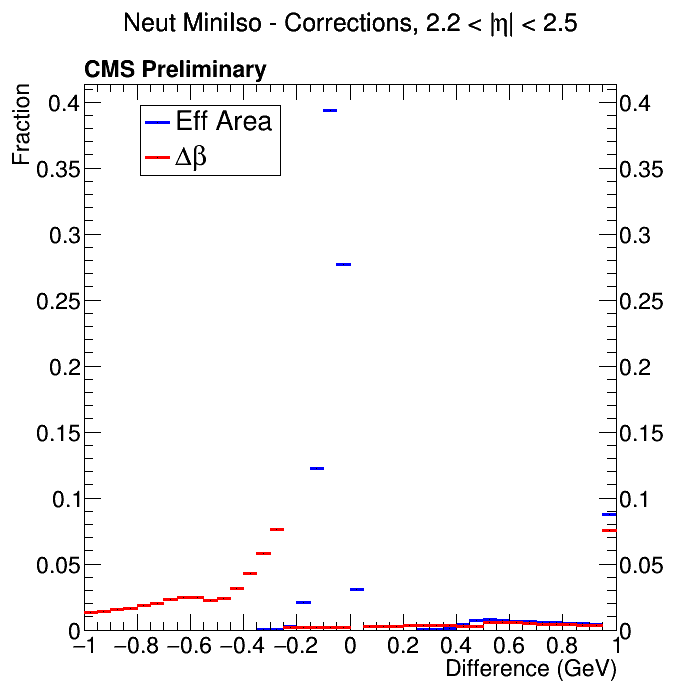 Neut MiniIso - Corrections, 2.2 < |η| < 2.5
CMS Preliminary
Fraction
Eff Area
Δβ
0.4 0.4
0.35 0.35
0.3 0.3
0.25 0.25
0.2 0.2
0.15 0.15
0.1 0.1
0.05 0.05
0 0
−1 −0.8 −0.6 −0.4 −0.2 0 0.2 0.4 0.6 0.8 1
Difference (GeV)